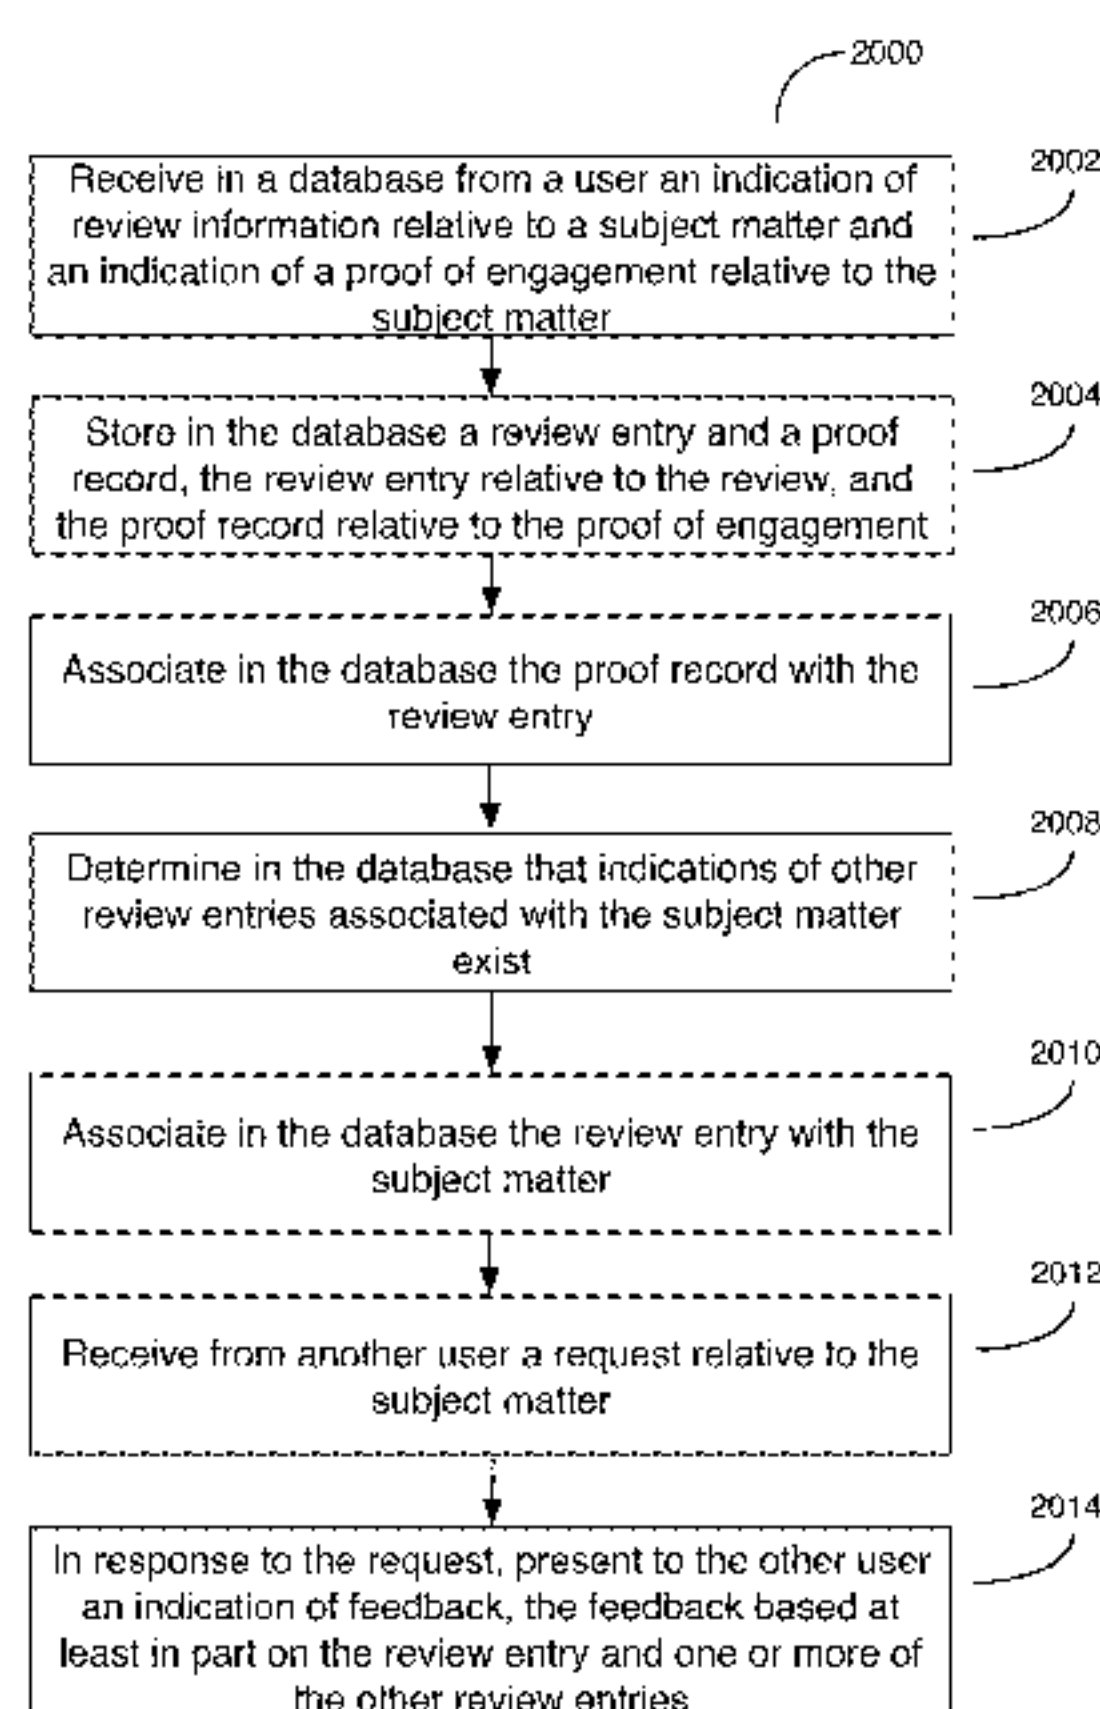 2000
2002
Receive in a database from a user an indication of
review information relative to a subject matter and
an indication of a proof of engagement relative to the
subject matter
2004
Store in the database a review entry and a proof
record, the review entry relative to the review, and
the proof record relative to the proof of engagement
2006
Associate in the database the proof record with the
review entry
2008
Determine in the database that indications of other
review entries associated with the subject matter
exist
2010
Associate in the database the review entry with the
subject matter
2012
Receive from another user a request relative to the
subject matter
2014
In response to the request, present to the other user
an indication of feedback, the feedback based at
least in part on the review entry and one or more of
the other review entries